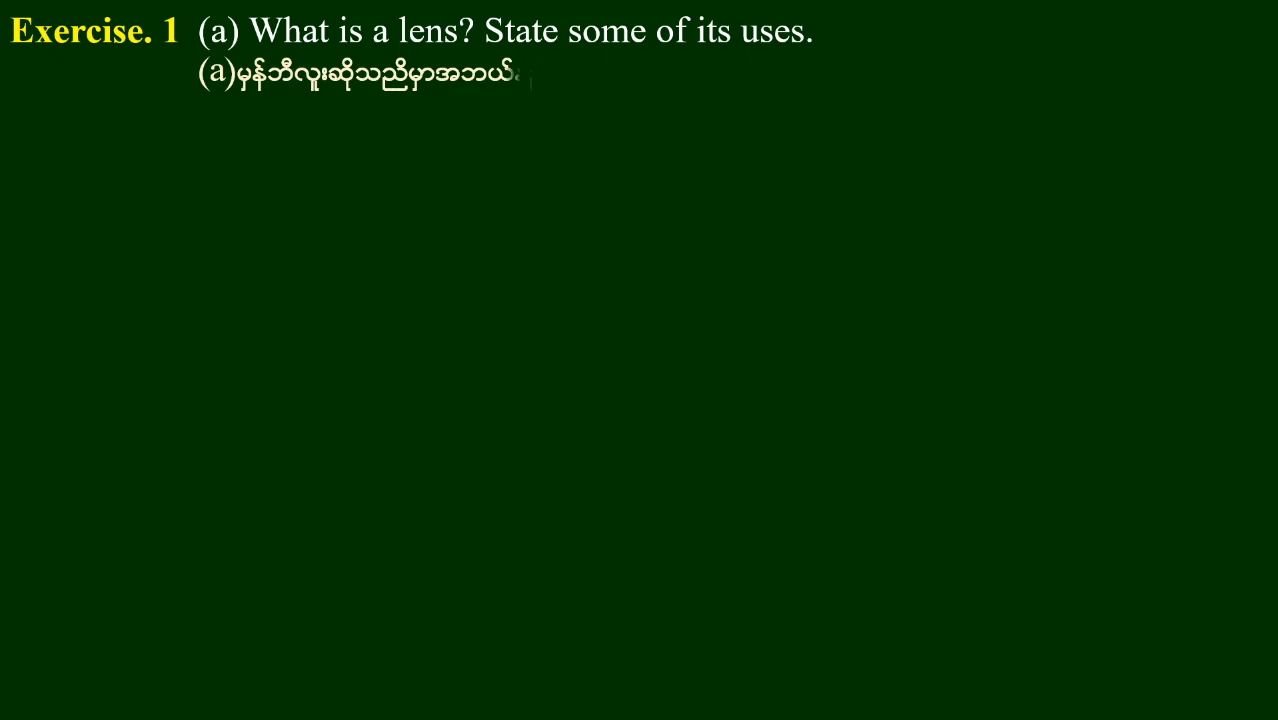 Exercise. 1 (a) What is a lens? State some of its uses.
(a)မှန်ဘီလူးဆိုသညိမှာအဘယ်